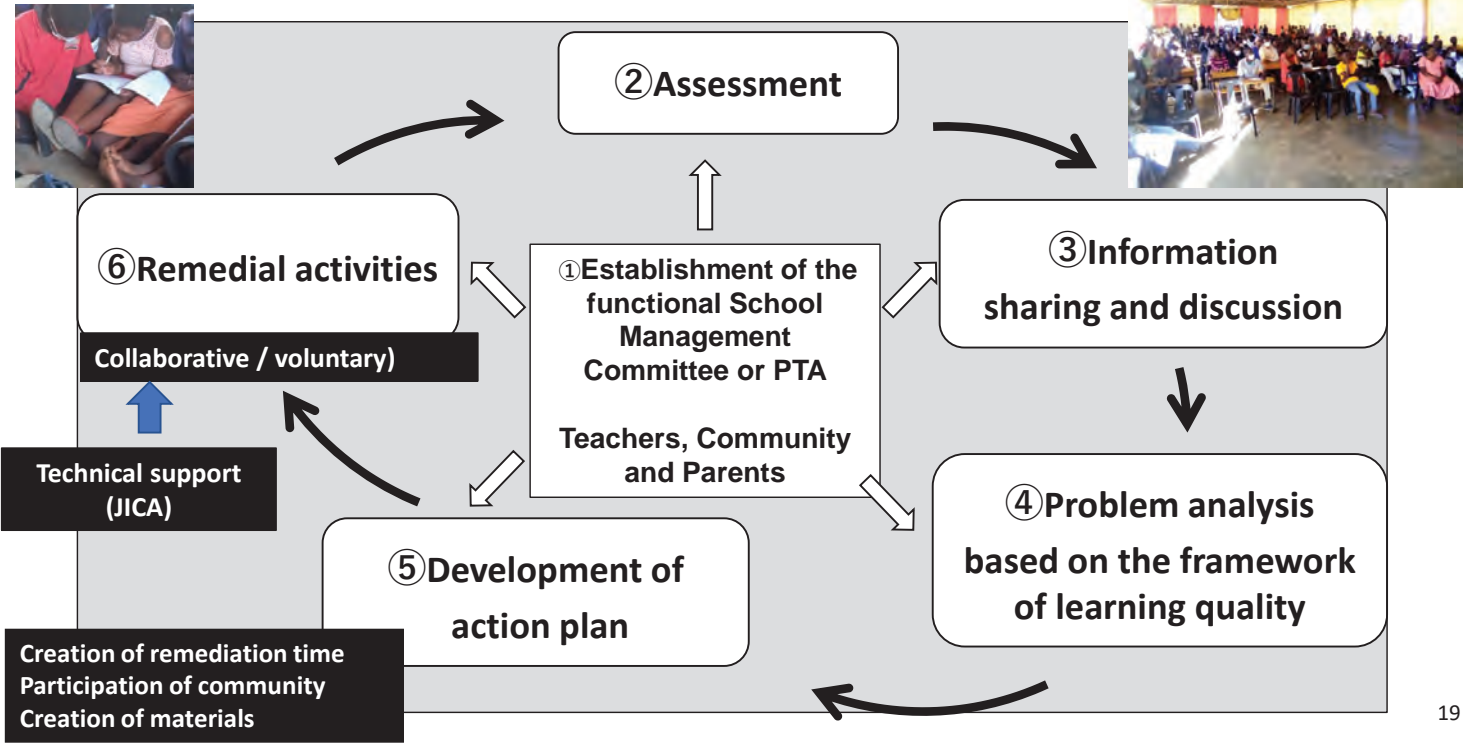 ②Assessment
⑥Remedial activities
Collaborative / voluntary)
Technical support
(JICA)
①Establishment of the
functional School
Management
Committee or PTA
Teachers, Community
and Parents
③Information
sharing and discussion
④Problem analysis
based on the framework
of learning quality
⑤Development of
action plan
Creation of remediation time
Participation of community
Creation of materials
19